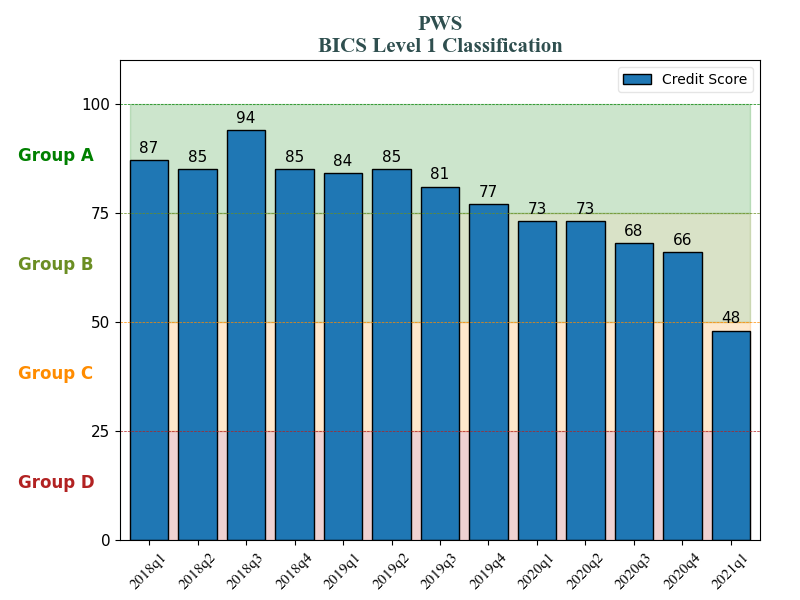 PWS
BICS Level 1 Classification
Credit Score
100
75
50
25
0
Group A
Group B
Group C
Group D
87
85
94
85
84
85
81
77
73
73
68
66
48
2018q1
2018q2
2018q3
2018q4
2019q1
2019q2
2019q3
2019q4
2020q1
2020q2
2020q3
2020q4
2021q1